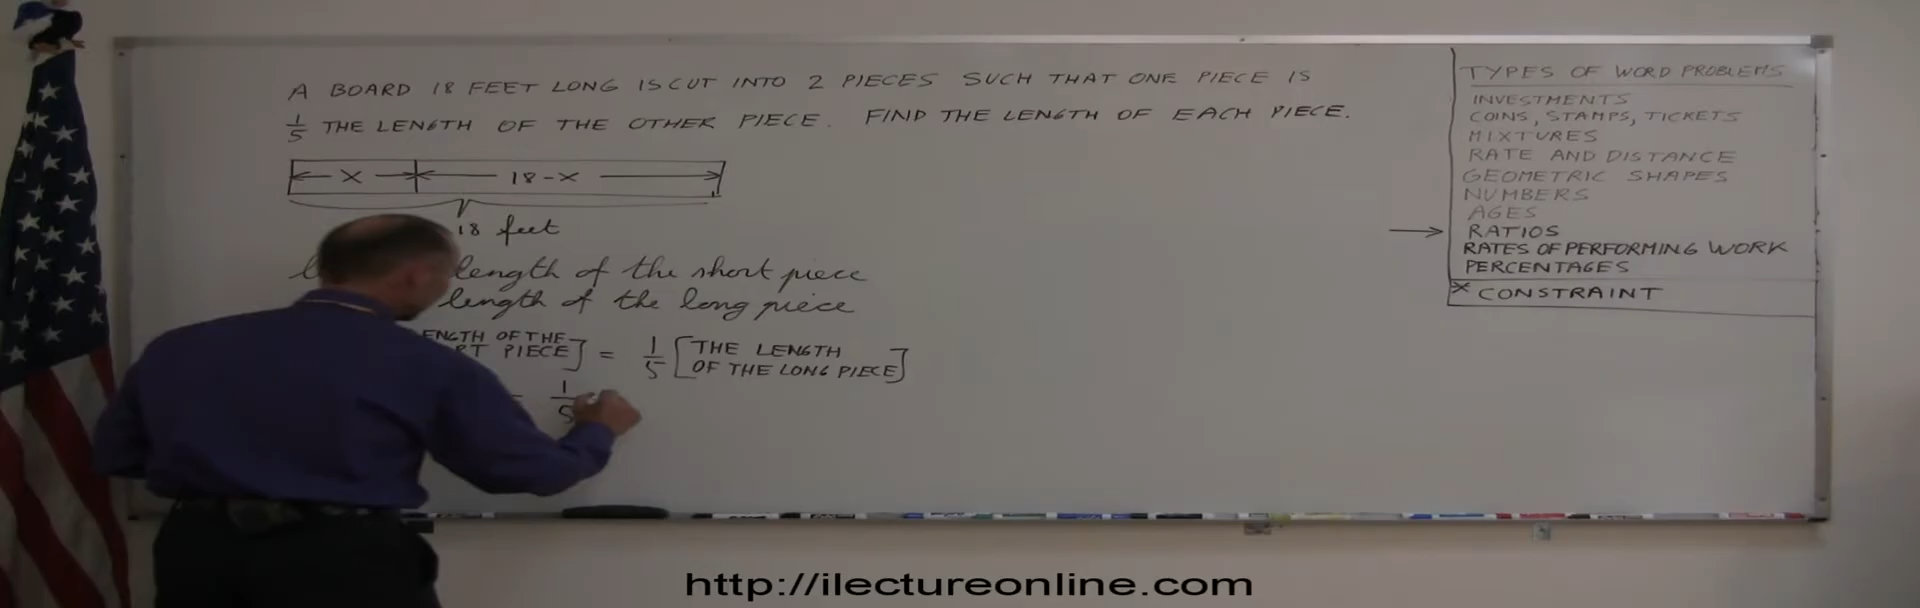 A BOARD 18 FEET LONG IS CUT INTO 2 PIECES SUCH THAT ONE PIECE IS
1/5 THE LENGTH OF THE OTHER PIECE. FIND THE LENGTH OF EACH PIECE.
X 18-X
18 feet
length of the short piece
length of the long piece
ENGTH OF THE
RT PIECE] = 1/5 [THE LENGTH
OF THE LONG PIECE]
= 1/5
TYPES OF WORD PROBLEMS
INVESTMENTS
COINS, STAMPS, TICKETS
MIXTURES
RATE AND DISTANCE
GEOMETRIC SHAPES
NUMBERS
AGES
→ RATIOS
RATES OF PERFORMING WORK
PERCENTAGES
* CONSTRAINT
http://ilectureonline.com